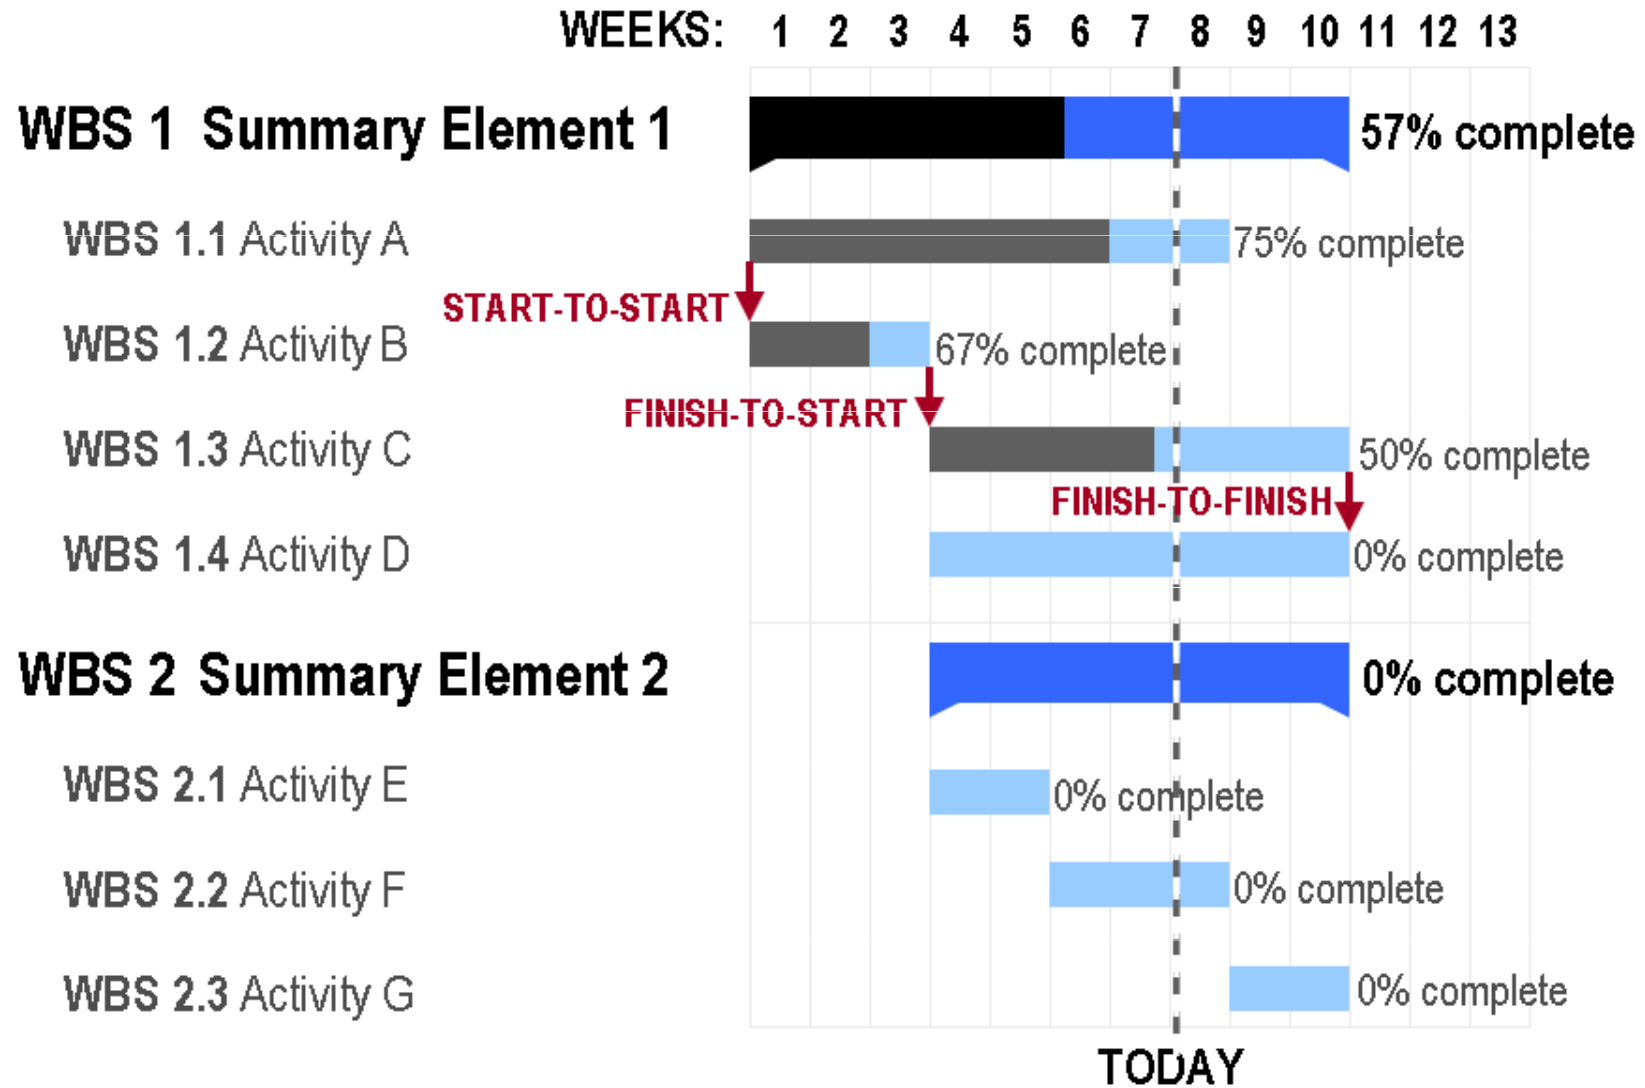 WEEKS: 1 2 3 4 5 6 7 8 9 10 11 12 13
WBS 1 Summary Element 1 57% complete
WBS 1.1 Activity A 75% complete
START-TO-START
WBS 1.2 Activity B 67% complete
FINISH-TO-START
WBS 1.3 Activity C 50% complete
FINISH-TO-FINISH
WBS 1.4 Activity D 0% complete
WBS 2 Summary Element 2 0% complete
WBS 2.1 Activity E 0% complete
WBS 2.2 Activity F 0% complete
WBS 2.3 Activity G 0% complete
TODAY